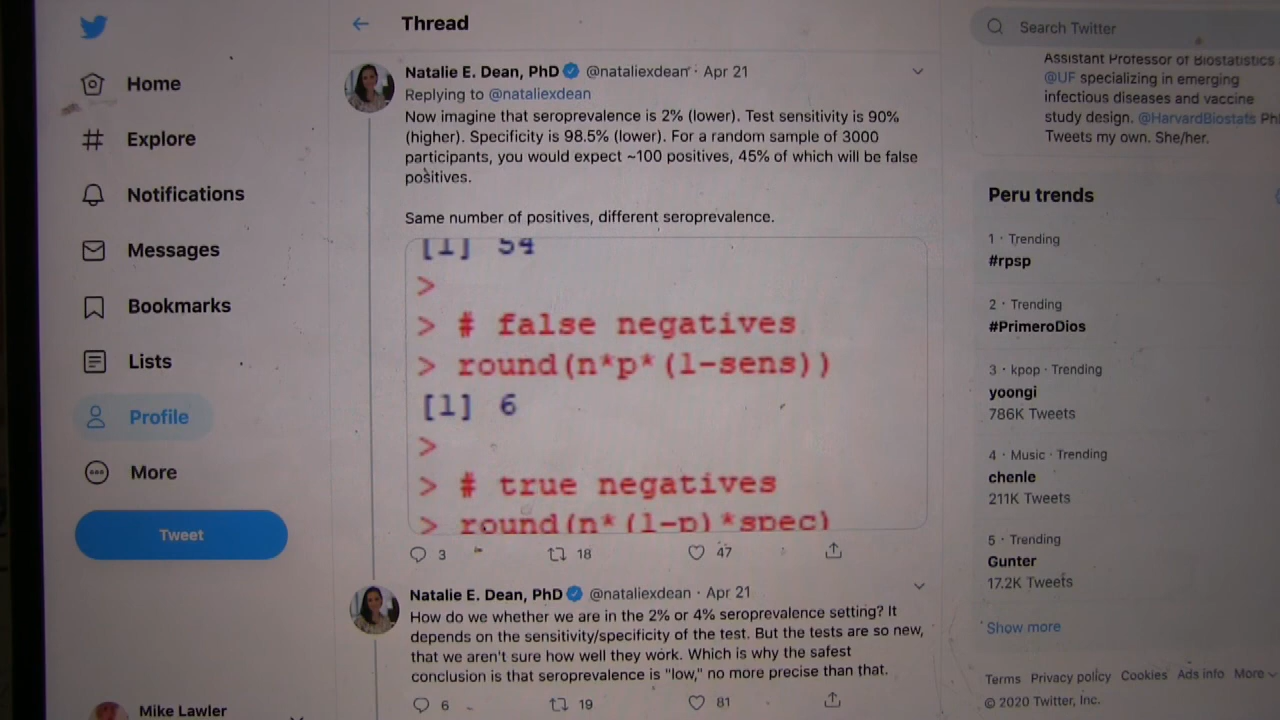 Thread
Search Twitter
Home
Explore
Notifications
Messages
Bookmarks
Lists
Profile
More
Tweet
Mike Lawler
Natalie E. Dean, PhD @nataliexdean · Apr 21
Replying to @nataliexdean
Now imagine that seroprevalence is 2% (lower). Test sensitivity is 90%
(higher). Specificity is 98.5% (lower). For a random sample of 3000
participants, you would expect ~100 positives, 45% of which will be false
positives.
Same number of positives, different seroprevalence.
[1] 54
>
> # false negatives
> round(n*p*(1-sens))
[1] 6
>
> # true negatives
> round(n*(1-p)*spec)
3 18 47
Natalie E. Dean, PhD @nataliexdean · Apr 21
How do we whether we are in the 2% or 4% seroprevalence setting? It
depends on the sensitivity/specificity of the test. But the tests are so new,
that we aren't sure how well they work. Which is why the safest
conclusion is that seroprevalence is "low," no more precise than that.
6 19 81
Assistant Professor of Biostatistics
@UF specializing in emerging
infectious diseases and vaccine
study design. @HarvardBiostats Ph
Tweets my own. She/her.
Peru trends
1 · Trending
#rpsp
2 · Trending
#PrimeroDios
3 · kpop · Trending
yoongi
786K Tweets
4 · Music · Trending
chenle
211K Tweets
5 · Trending
Gunter
17.2K Tweets
Show more
Terms Privacy policy Cookies Ads info More
© 2020 Twitter, Inc.